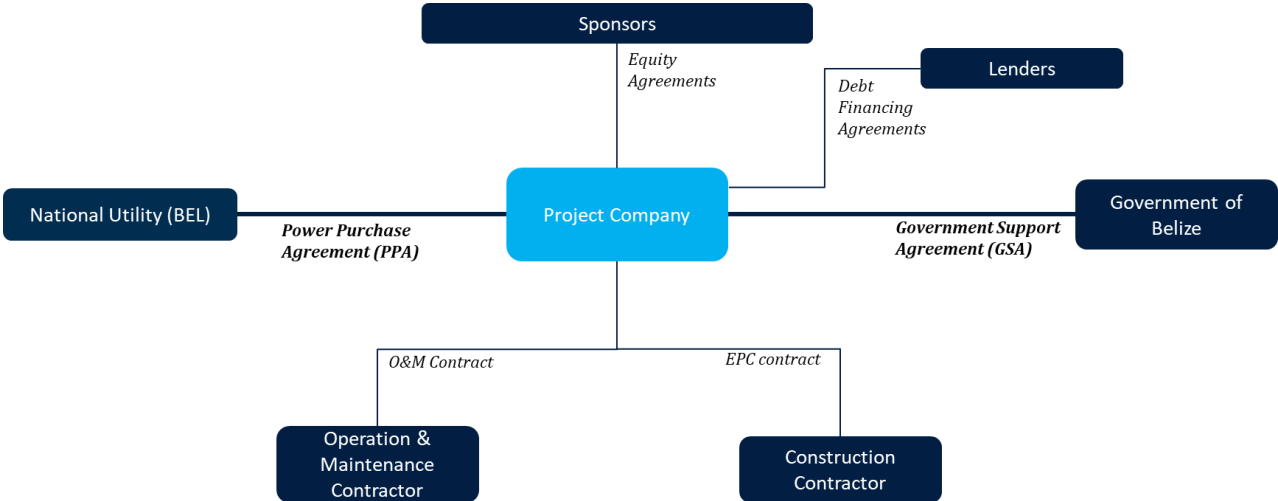 Sponsors
Equity
Agreements
Lenders
Debt
Financing
Agreements
National Utility (BEL)
Project Company
Government of
Belize
Power Purchase
Agreement (PPA)
Government Support
Agreement (GSA)
O&M Contract
EPC contract
Operation &
Maintenance
Contractor
Construction
Contractor